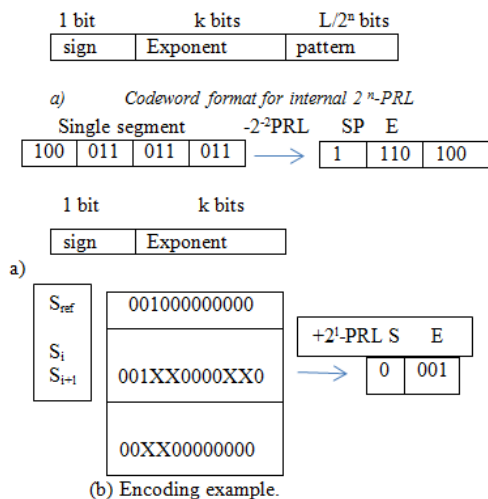 1 bit k bits L/2ⁿ bits
sign Exponent pattern
a) Codeword format for internal 2 ⁿ-PRL
Single segment -2⁻²PRL SP E
100 011 011 011 1 110 100
1 bit k bits
sign Exponent
a)
S_ref 001000000000 +2¹-PRL S E
S_i
S_i+1 001XX0000XX0 0 001
00XX00000000
(b) Encoding example.